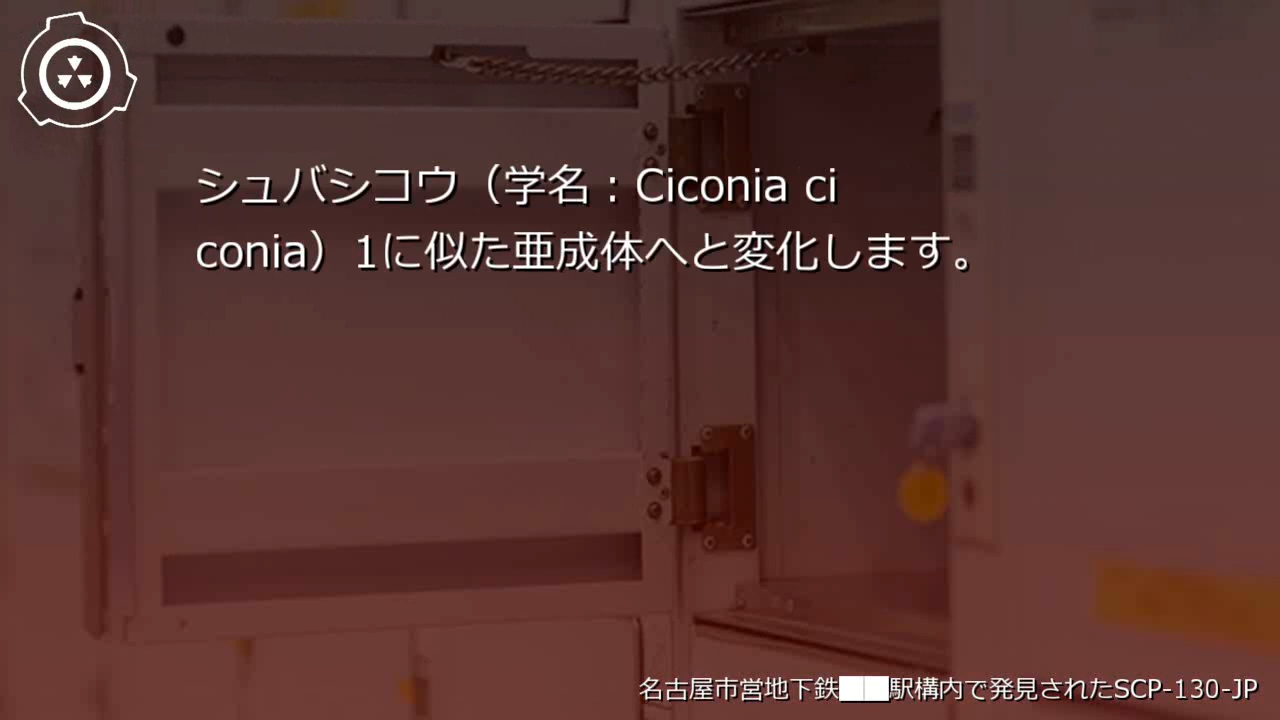 シュバシコウ（学名：Ciconia ci
conia）1に似た亜成体へと変化します。
名古屋市営地下鉄██駅構内で発見されたSCP-130-JP